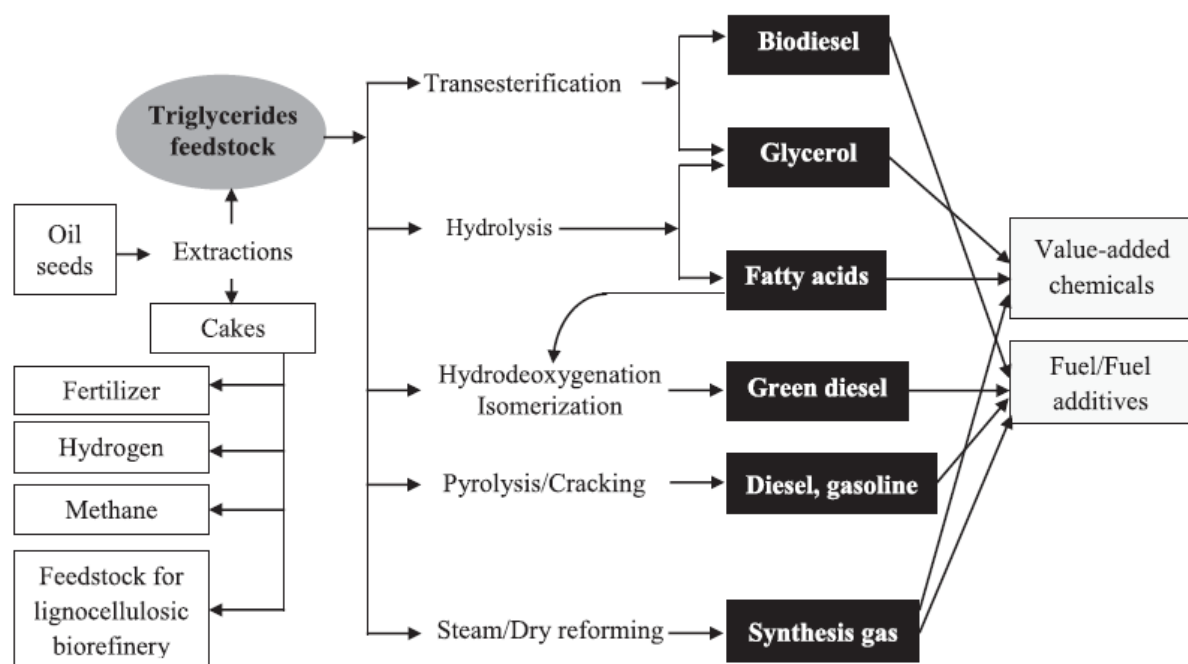 Triglycerides
feedstock
Oil
seeds
Extractions
Cakes
Fertilizer
Hydrogen
Methane
Feedstock for
lignocellulosic
biorefinery
Transesterification
Hydrolysis
Hydrodeoxygenation
Isomerization
Pyrolysis/Cracking
Steam/Dry reforming
Biodiesel
Glycerol
Fatty acids
Green diesel
Diesel, gasoline
Synthesis gas
Value-added
chemicals
Fuel/Fuel
additives